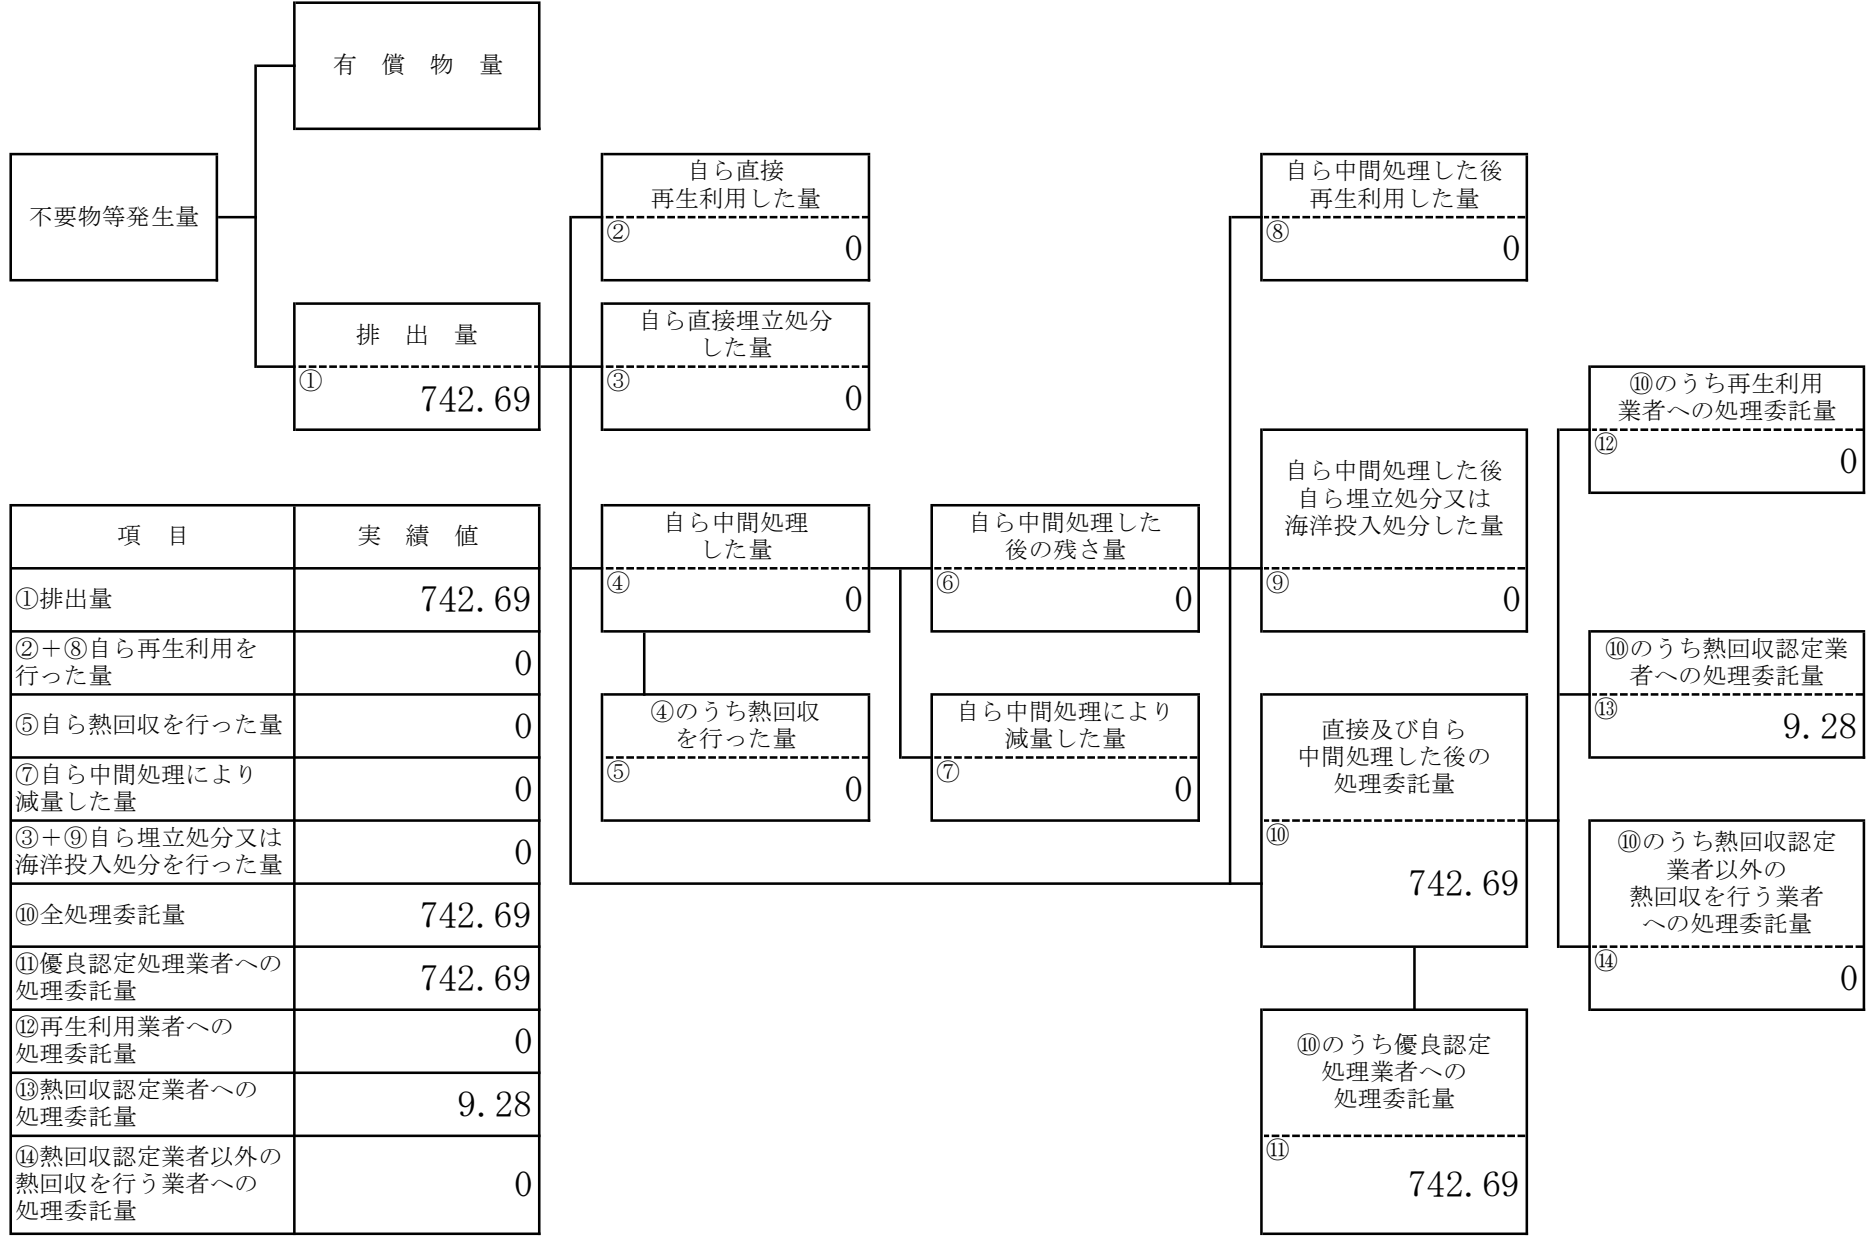 有 償 物 量
不要物等発生量
排 出 量
①
742.69
自ら直接
再生利用した量
②
0
自ら直接埋立処分
した量
③
0
自ら中間処理
した量
④
0
④のうち熱回収
を行った量
⑤
0
自ら中間処理した
後の残さ量
⑥
0
自ら中間処理により
減量した量
⑦
0
自ら中間処理した後
再生利用した量
⑧
0
自ら中間処理した後
自ら埋立処分又は
海洋投入処分した量
⑨
0
直接及び自ら
中間処理した後の
処理委託量
⑩
742.69
⑩のうち優良認定
処理業者への
処理委託量
⑪
742.69
⑩のうち再生利用
業者への処理委託量
⑫
0
⑩のうち熱回収認定業
者への処理委託量
⑬
9.28
⑩のうち熱回収認定
業者以外の
熱回収を行う業者
への処理委託量
⑭
0
項 目 実 績 値
①排出量 742.69
②＋⑧自ら再生利用を
行った量 0
⑤自ら熱回収を行った量 0
⑦自ら中間処理により
減量した量 0
③＋⑨自ら埋立処分又は
海洋投入処分を行った量 0
⑩全処理委託量 742.69
⑪優良認定処理業者への
処理委託量 742.69
⑫再生利用業者への
処理委託量 0
⑬熱回収認定業者への
処理委託量 9.28
⑭熱回収認定業者以外の
熱回収を行う業者への
処理委託量 0